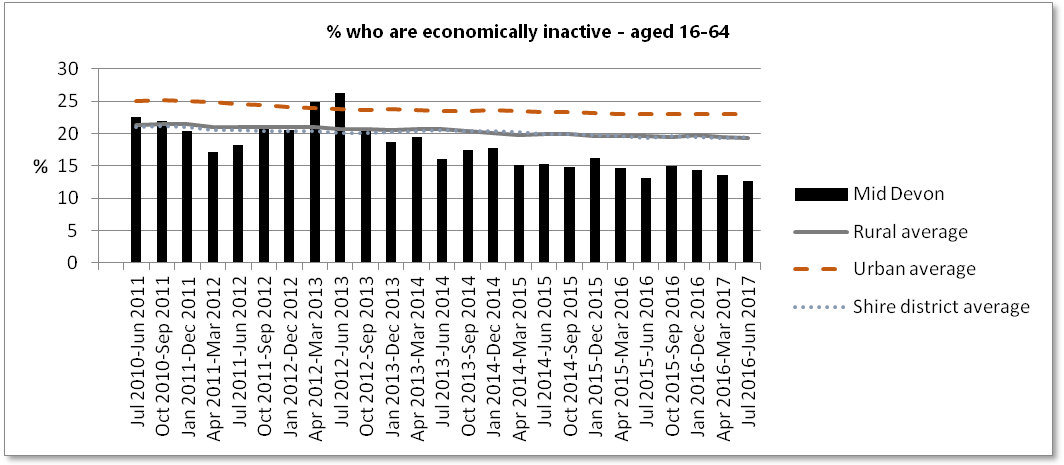 % who are economically inactive - aged 16-64
30
25
20
15
10
5
0
%
Jul 2010-Jun 2011
Oct 2010-Sep 2011
Jan 2011-Dec 2011
Apr 2011-Mar 2012
Jul 2011-Jun 2012
Oct 2011-Sep 2012
Jan 2012-Dec 2012
Apr 2012-Mar 2013
Jul 2012-Jun 2013
Oct 2012-Sep 2013
Jan 2013-Dec 2013
Apr 2013-Mar 2014
Jul 2013-Jun 2014
Oct 2013-Sep 2014
Jan 2014-Dec 2014
Apr 2014-Mar 2015
Jul 2014-Jun 2015
Oct 2014-Sep 2015
Jan 2015-Dec 2015
Apr 2015-Mar 2016
Jul 2015-Jun 2016
Oct 2015-Sep 2016
Jan 2016-Dec 2016
Apr 2016-Mar 2017
Jul 2016-Jun 2017
Mid Devon
Rural average
Urban average
Shire district average